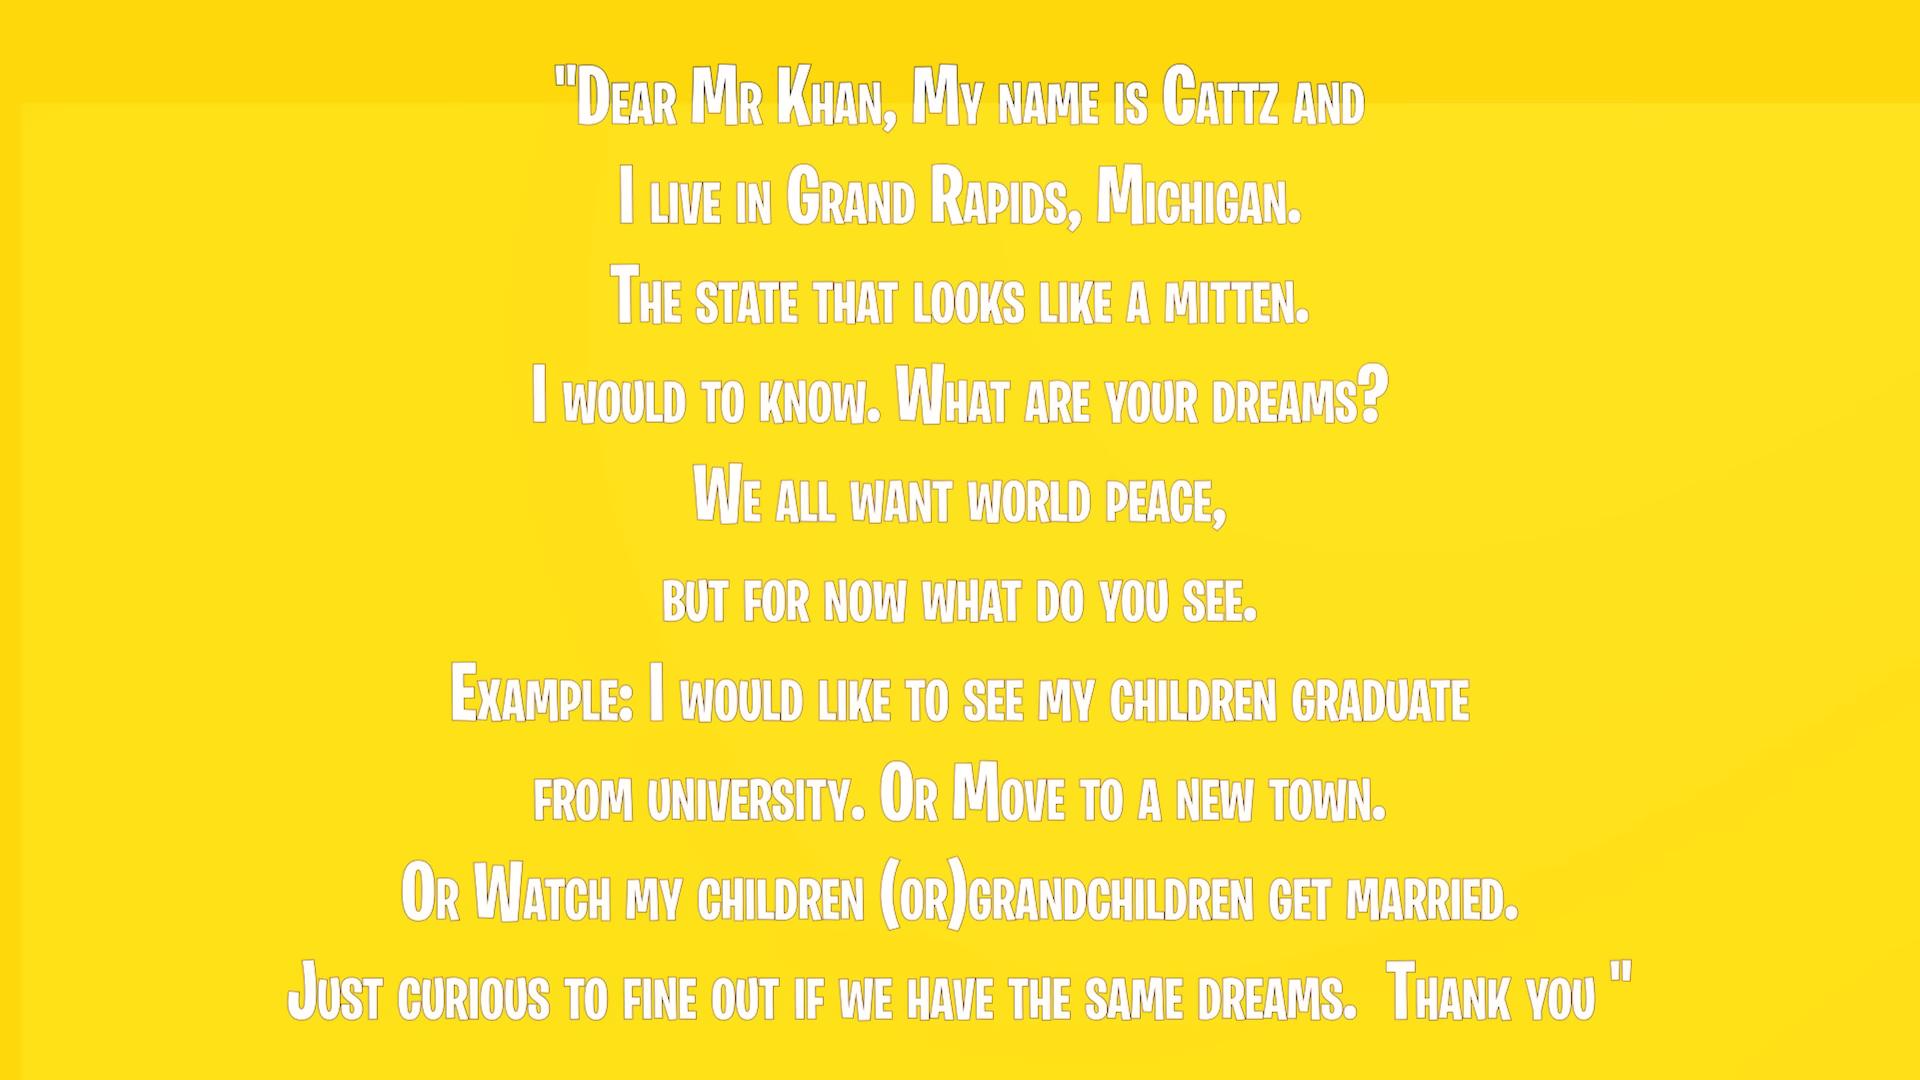 "Dear Mr Khan, My name is Cattz and
I live in Grand Rapids, Michigan.
The state that looks like a mitten.
I would to know. What are your dreams?
We all want world peace,
but for now what do you see.
Example: I would like to see my children graduate
from university. Or Move to a new town.
Or Watch my children (or)grandchildren get married.
Just curious to fine out if we have the same dreams.  Thank you "